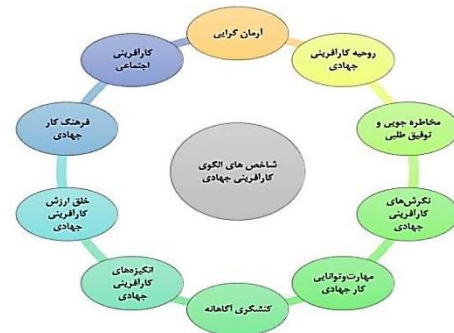 آرمان گرایی
روحیه کارآفرینی
جهادی
مخاطره جویی و
توفیق طلبی
نگرش‌های
کارآفرینی
جهادی
مهارت‌وتوانایی
کار جهادی
کنشگری آگاهانه
انگیزه‌های
کارآفرینی
جهادی
خلق ارزش
کارآفرینی
جهادی
فرهنگ کار
جهادی
کارآفرینی
اجتماعی
شاخص های الگوی
کارآفرینی جهادی